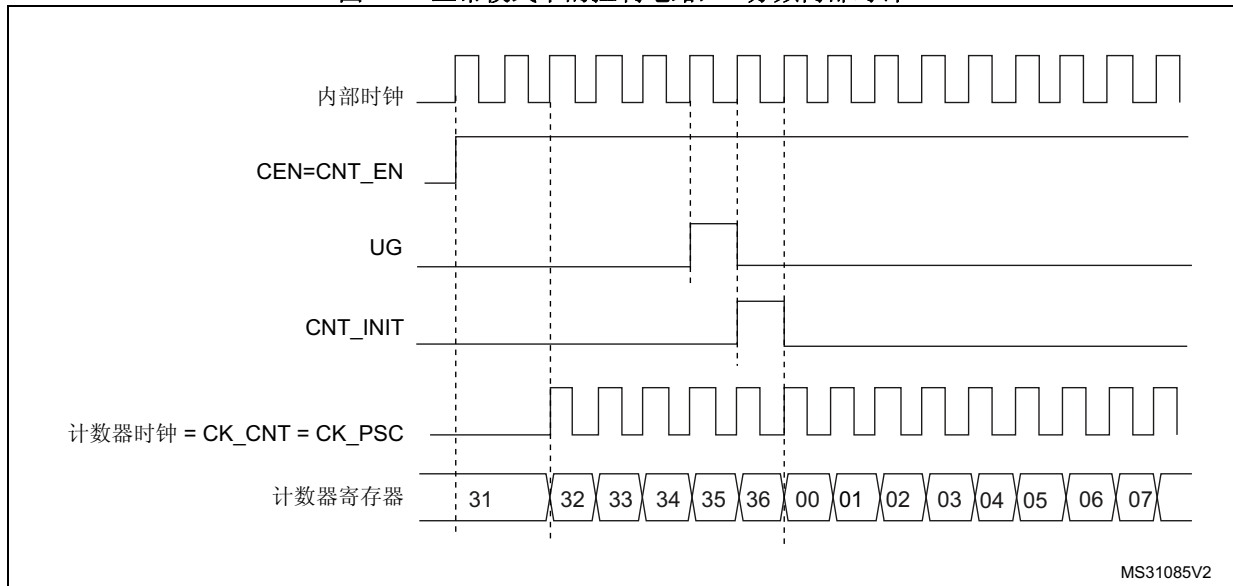 内部时钟
CEN=CNT_EN
UG
CNT_INIT
计数器时钟 = CK_CNT = CK_PSC
计数器寄存器
31 32 33 34 35 36 00 01 02 03 04 05 06 07
MS31085V2